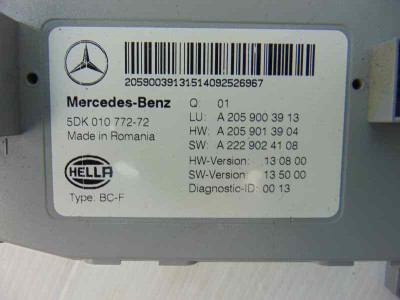 20590039131514092526967
Mercedes-Benz Q: 01
5DK 010 772-72 LU: A 205 900 39 13
Made in Romania HW: A 205 901 39 04
SW: A 222 902 41 08
HELLA HW-Version: 13 08 00
SW-Version: 13 50 00
Type: BC-F Diagnostic-ID: 00 13